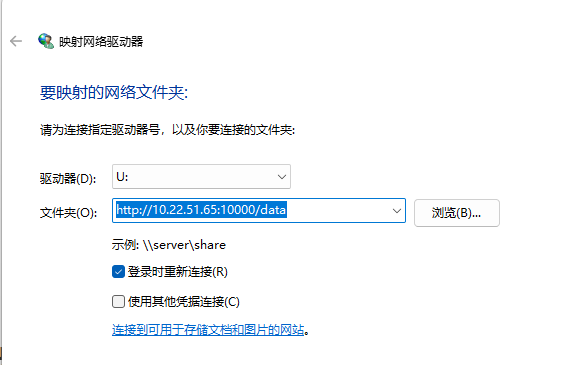 映射网络驱动器
要映射的网络文件夹:
请为连接指定驱动器号，以及你要连接的文件夹:
驱动器(D): U:
文件夹(O): http://10.22.51.65:10000/data 浏览(B)...
示例: \\server\share
登录时重新连接(R)
使用其他凭据连接(C)
连接到可用于存储文档和图片的网站。